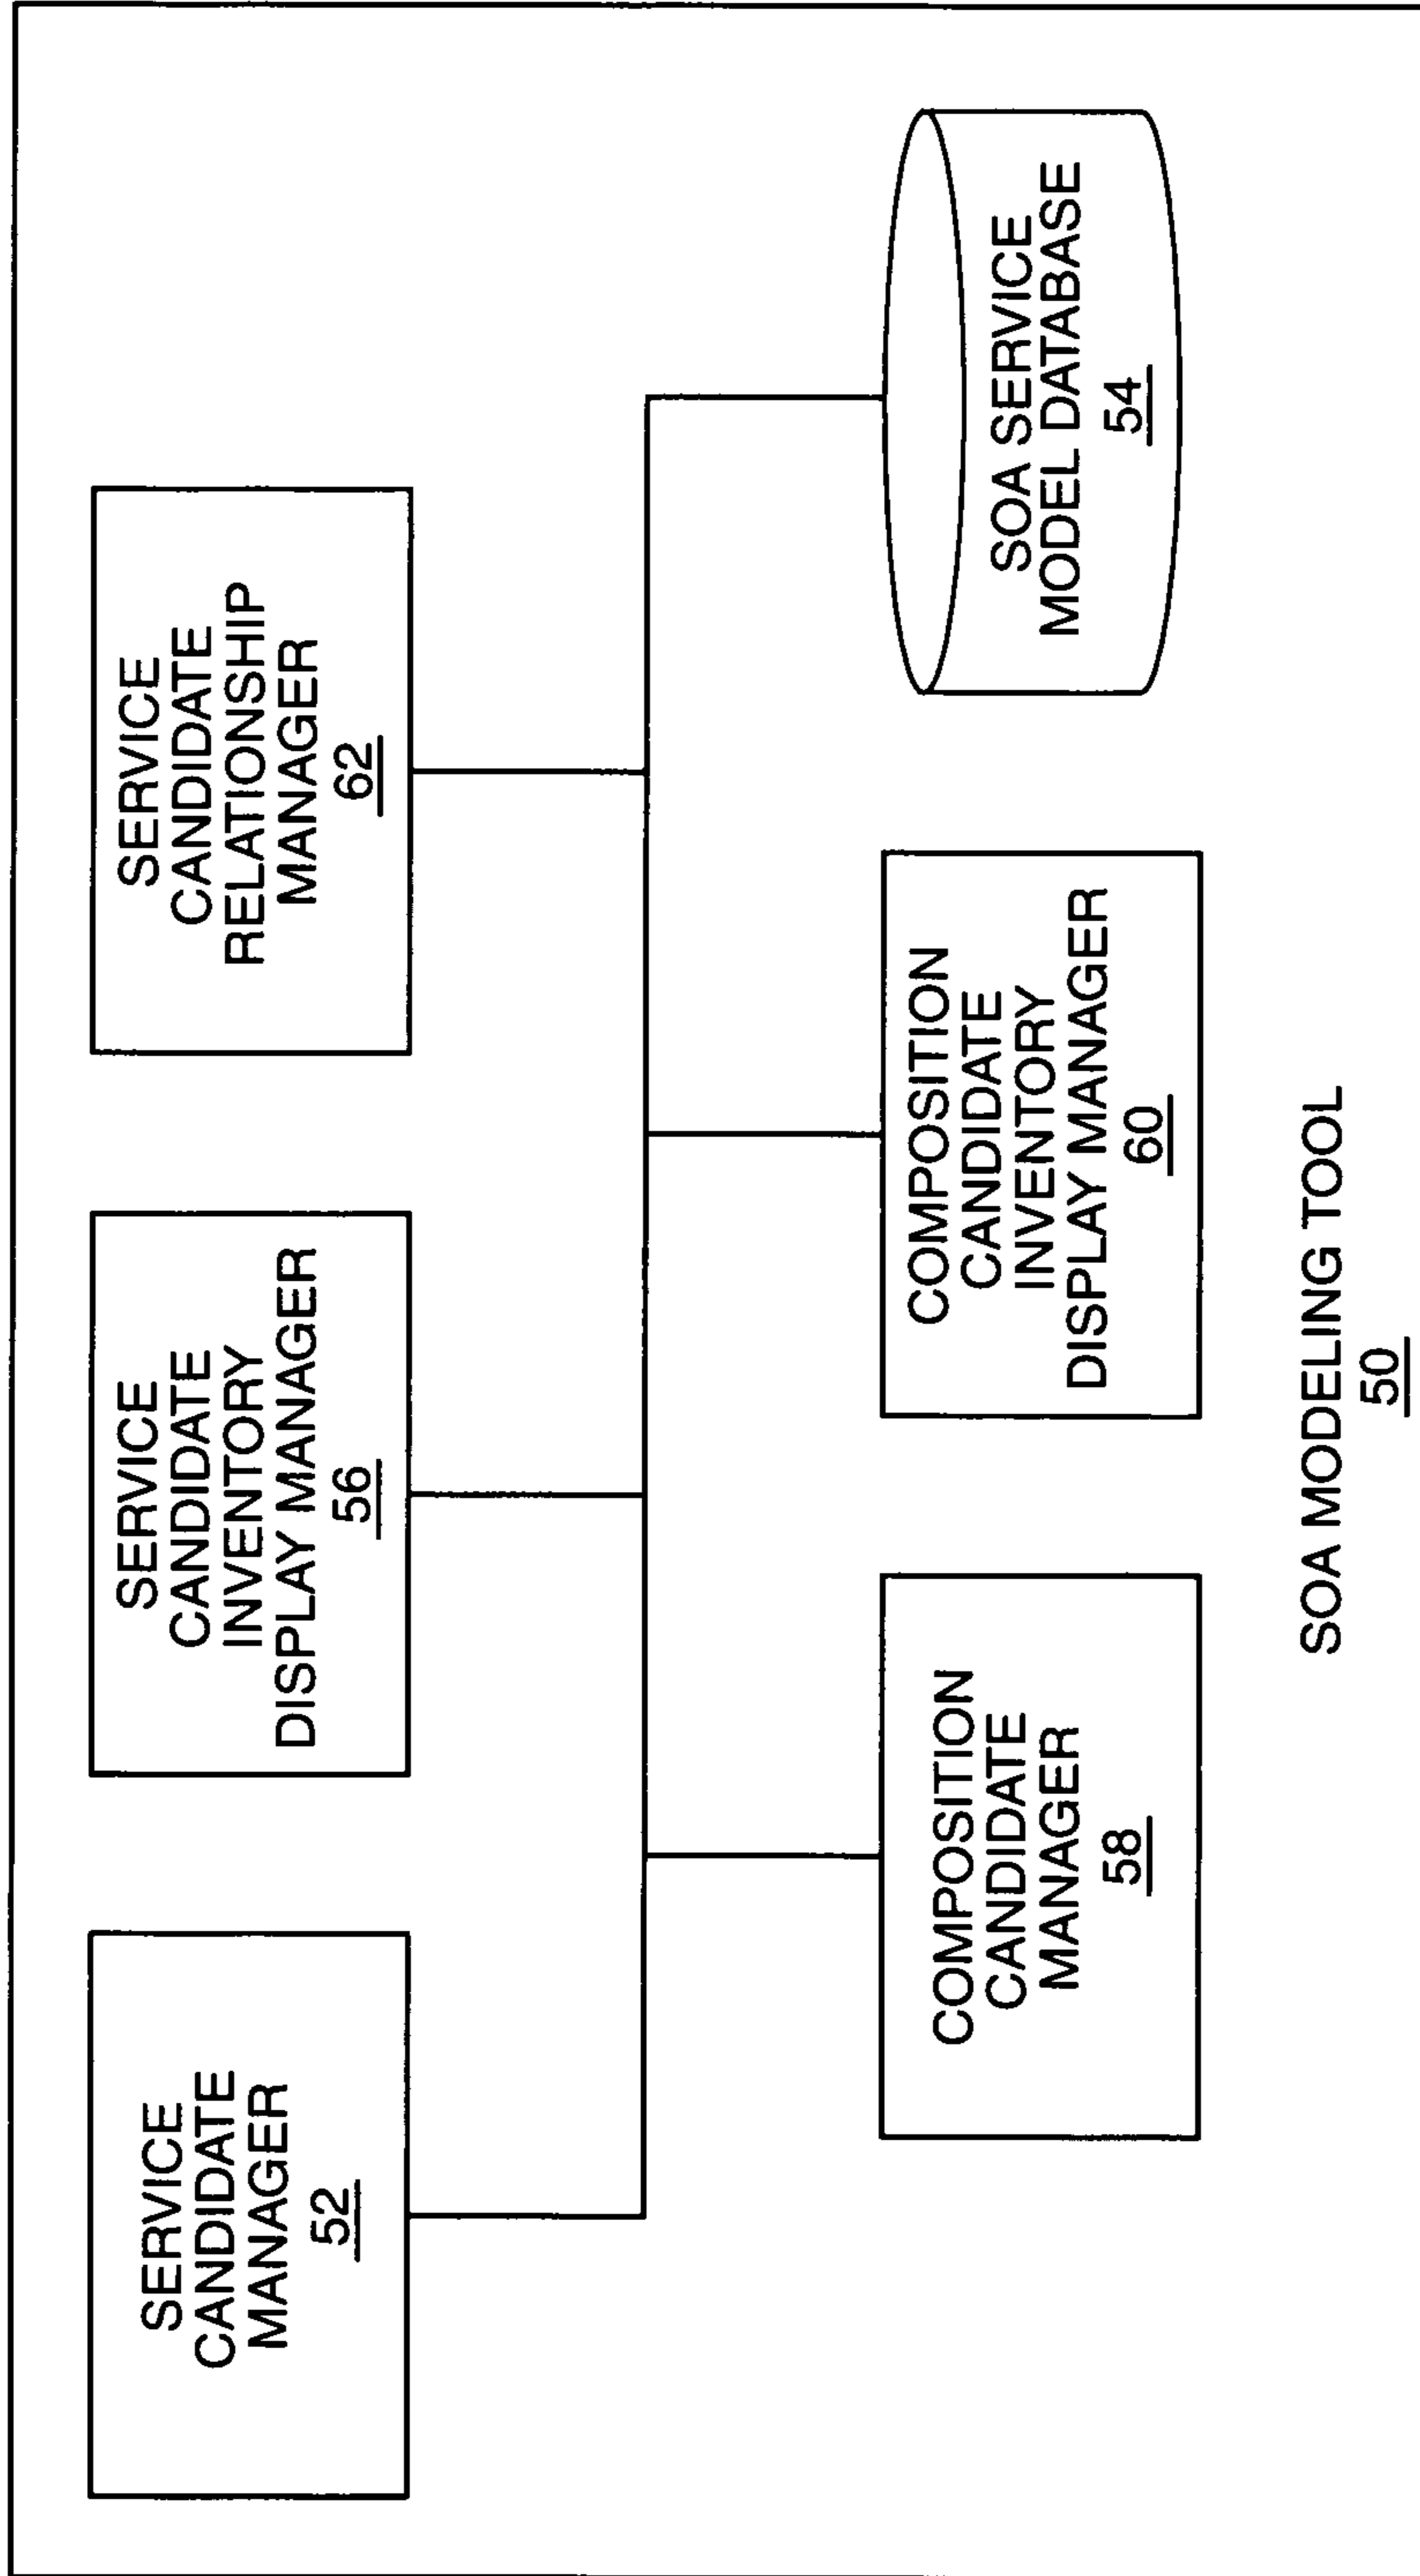 SERVICE
CANDIDATE
MANAGER
52
SERVICE
CANDIDATE
INVENTORY
DISPLAY MANAGER
56
SERVICE
CANDIDATE
RELATIONSHIP
MANAGER
62
COMPOSITION
CANDIDATE
MANAGER
58
COMPOSITION
CANDIDATE
INVENTORY
DISPLAY MANAGER
60
SOA SERVICE
MODEL DATABASE
54
SOA MODELING TOOL
50